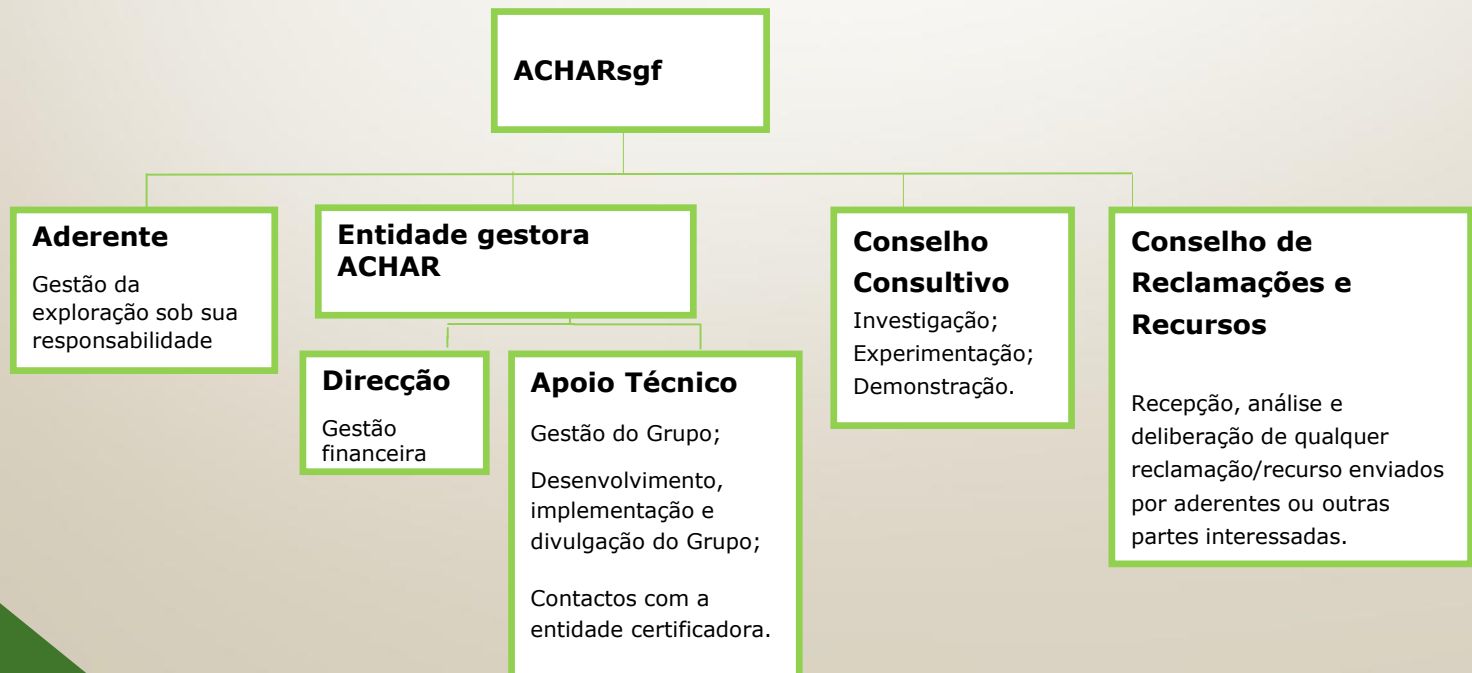 ACHARsgf
Aderente
Gestão da
exploração sob sua
responsabilidade
Entidade gestora
ACHAR
Direcção
Gestão
financeira
Apoio Técnico
Gestão do Grupo;
Desenvolvimento,
implementação e
divulgação do Grupo;
Contactos com a
entidade certificadora.
Conselho
Consultivo
Investigação;
Experimentação;
Demonstração.
Conselho de
Reclamações e
Recursos
Recepção, análise e
deliberação de qualquer
reclamação/recurso enviados
por aderentes ou outras
partes interessadas.